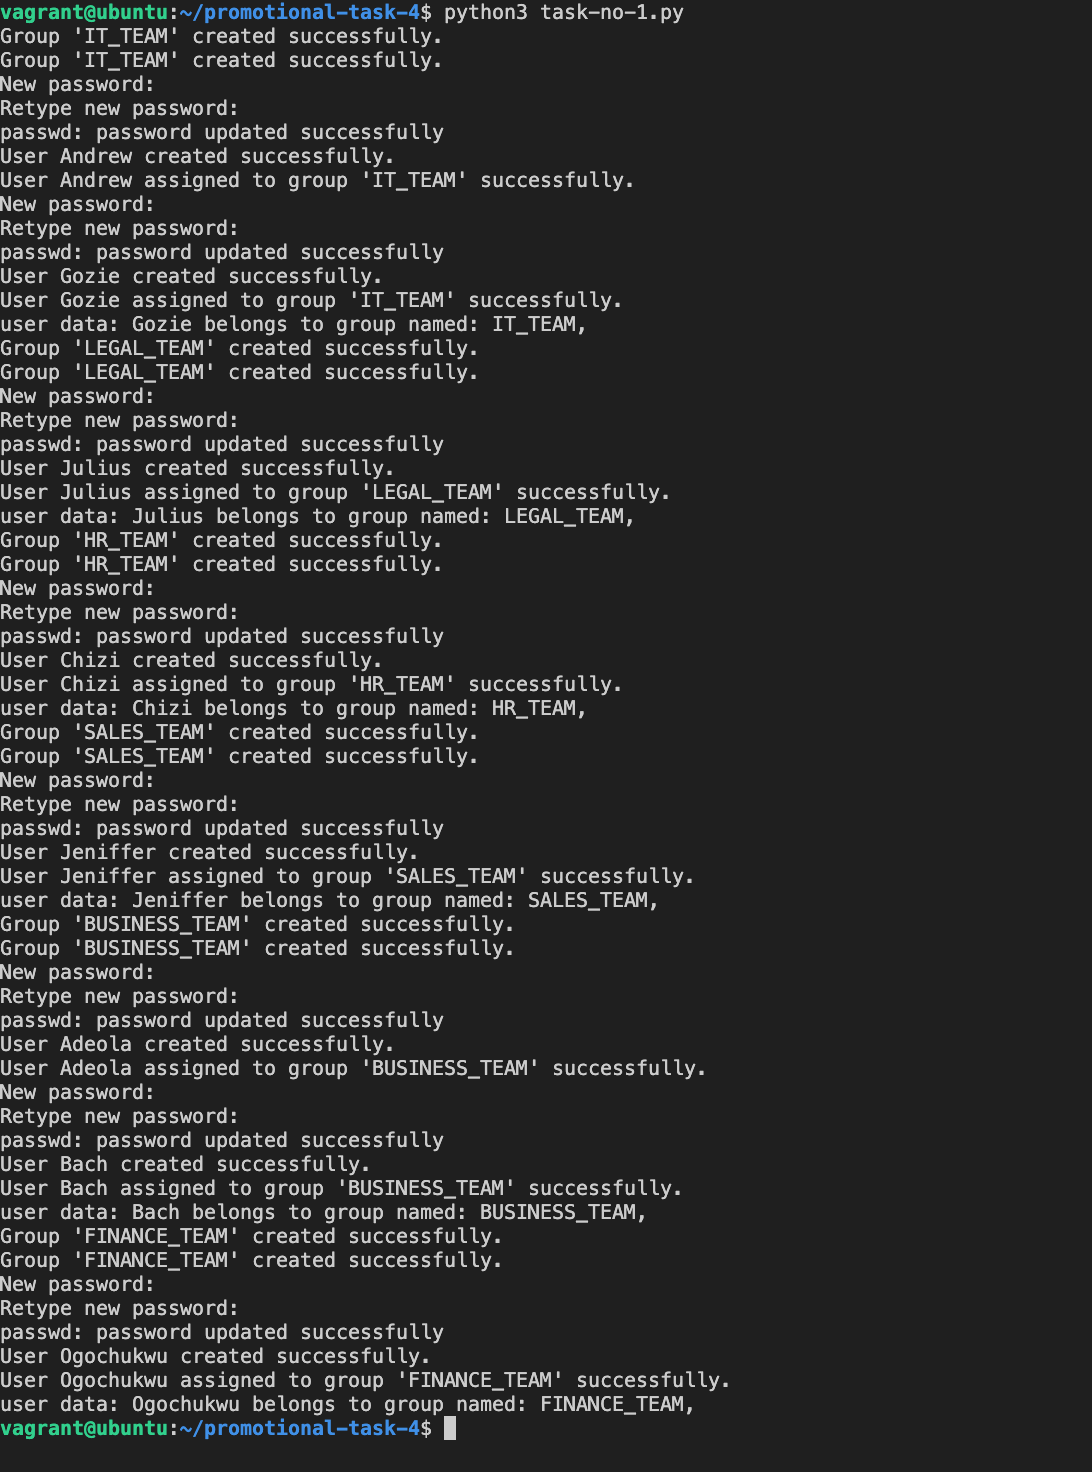 vagrant@ubuntu:~/promotional-task-4$ python3 task-no-1.py
Group 'IT_TEAM' created successfully.
Group 'IT_TEAM' created successfully.
New password:
Retype new password:
passwd: password updated successfully
User Andrew created successfully.
User Andrew assigned to group 'IT_TEAM' successfully.
New password:
Retype new password:
passwd: password updated successfully
User Gozie created successfully.
User Gozie assigned to group 'IT_TEAM' successfully.
user data: Gozie belongs to group named: IT_TEAM,
Group 'LEGAL_TEAM' created successfully.
Group 'LEGAL_TEAM' created successfully.
New password:
Retype new password:
passwd: password updated successfully
User Julius created successfully.
User Julius assigned to group 'LEGAL_TEAM' successfully.
user data: Julius belongs to group named: LEGAL_TEAM,
Group 'HR_TEAM' created successfully.
Group 'HR_TEAM' created successfully.
New password:
Retype new password:
passwd: password updated successfully
User Chizi created successfully.
User Chizi assigned to group 'HR_TEAM' successfully.
user data: Chizi belongs to group named: HR_TEAM,
Group 'SALES_TEAM' created successfully.
Group 'SALES_TEAM' created successfully.
New password:
Retype new password:
passwd: password updated successfully
User Jeniffer created successfully.
User Jeniffer assigned to group 'SALES_TEAM' successfully.
user data: Jeniffer belongs to group named: SALES_TEAM,
Group 'BUSINESS_TEAM' created successfully.
Group 'BUSINESS_TEAM' created successfully.
New password:
Retype new password:
passwd: password updated successfully
User Adeola created successfully.
User Adeola assigned to group 'BUSINESS_TEAM' successfully.
New password:
Retype new password:
passwd: password updated successfully
User Bach created successfully.
User Bach assigned to group 'BUSINESS_TEAM' successfully.
user data: Bach belongs to group named: BUSINESS_TEAM,
Group 'FINANCE_TEAM' created successfully.
Group 'FINANCE_TEAM' created successfully.
New password:
Retype new password:
passwd: password updated successfully
User Ogochukwu created successfully.
User Ogochukwu assigned to group 'FINANCE_TEAM' successfully.
user data: Ogochukwu belongs to group named: FINANCE_TEAM,
vagrant@ubuntu:~/promotional-task-4$